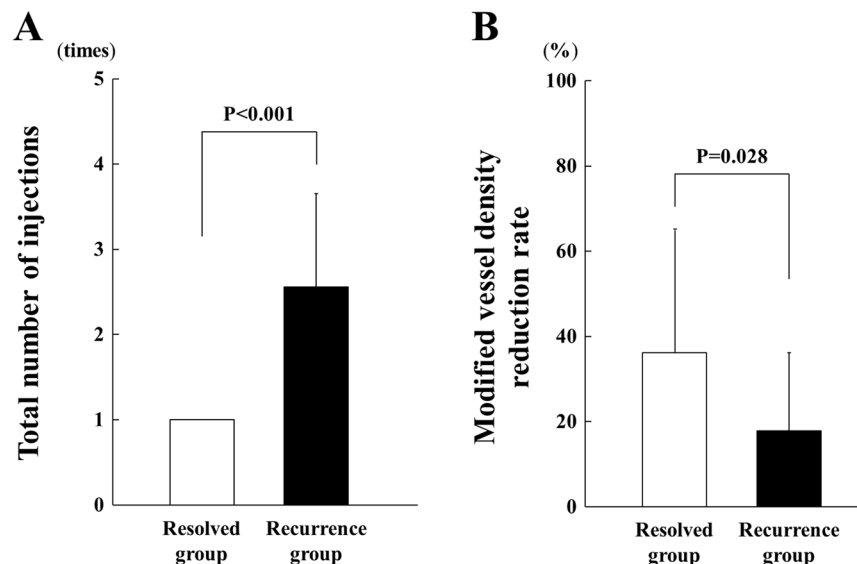 A
(times)
Total number of injections
5
4
3
2
1
0
P<0.001
Resolved
group
Recurrence
group
B
(%)
Modified vessel density
reduction rate
100
80
60
40
20
0
P=0.028
Resolved
group
Recurrence
group